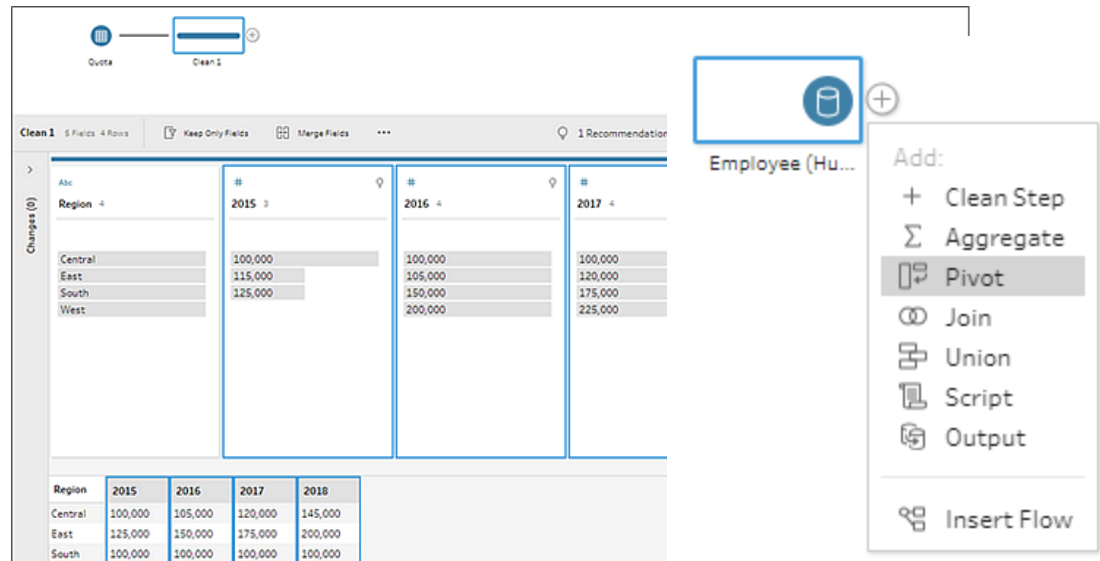 Quota
Clean 1
Clean 1 5 Fields 4 Rows Keep Only Fields Merge Fields ••• 1 Recommendation
Changes (0)
Abc
Region 4
Central
East
South
West
#
2015 3
100,000
115,000
125,000
#
2016 4
100,000
105,000
150,000
200,000
#
2017 4
100,000
120,000
175,000
225,000
Region 2015 2016 2017 2018
Central 100,000 105,000 120,000 145,000
East 125,000 150,000 175,000 200,000
South 100,000 100,000 100,000 100,000
Employee (Hu...
Add:
Clean Step
Aggregate
Pivot
Join
Union
Script
Output
Insert Flow